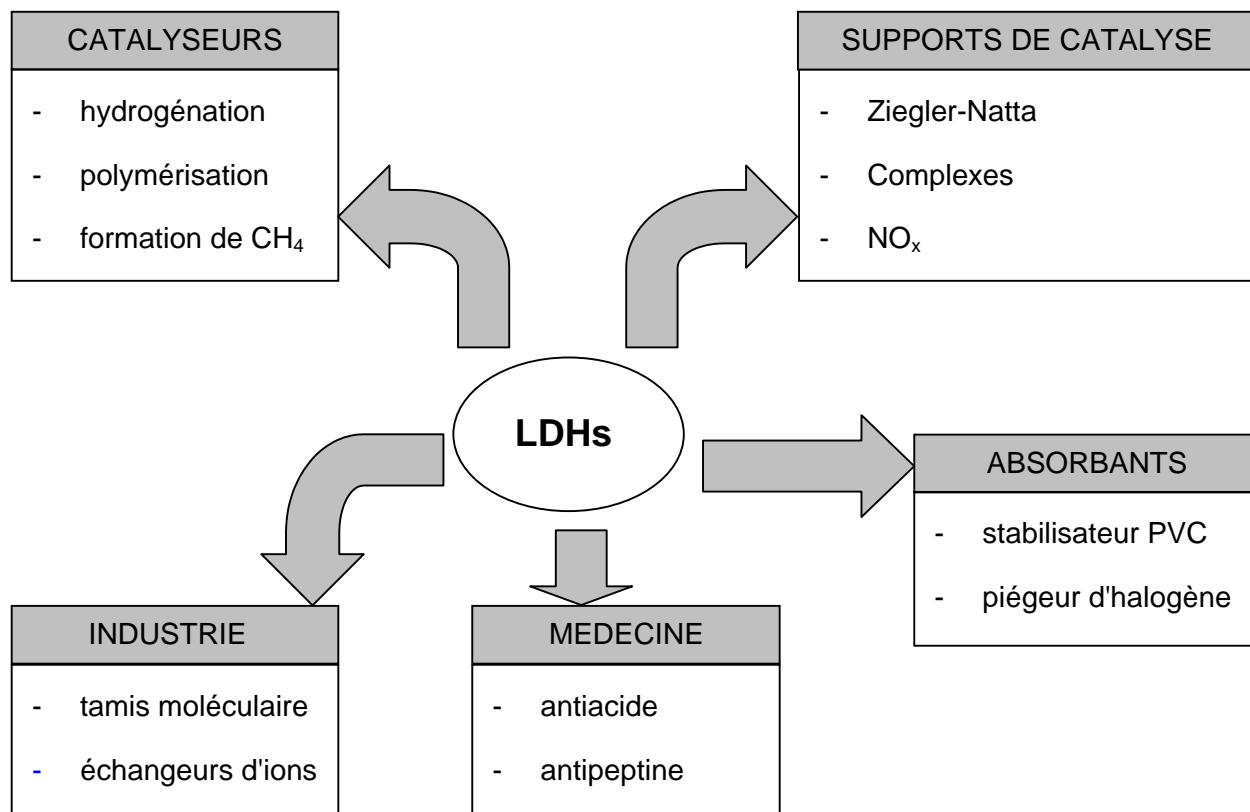 CATALYSEURS
- hydrogénation
- polymérisation
- formation de CH₄
SUPPORTS DE CATALYSE
- Ziegler-Natta
- Complexes
- NOₓ
LDHs
ABSORBANTS
- stabilisateur PVC
- piégeur d'halogène
INDUSTRIE
- tamis moléculaire
- échangeurs d'ions
MEDECINE
- antiacide
- antipeptine